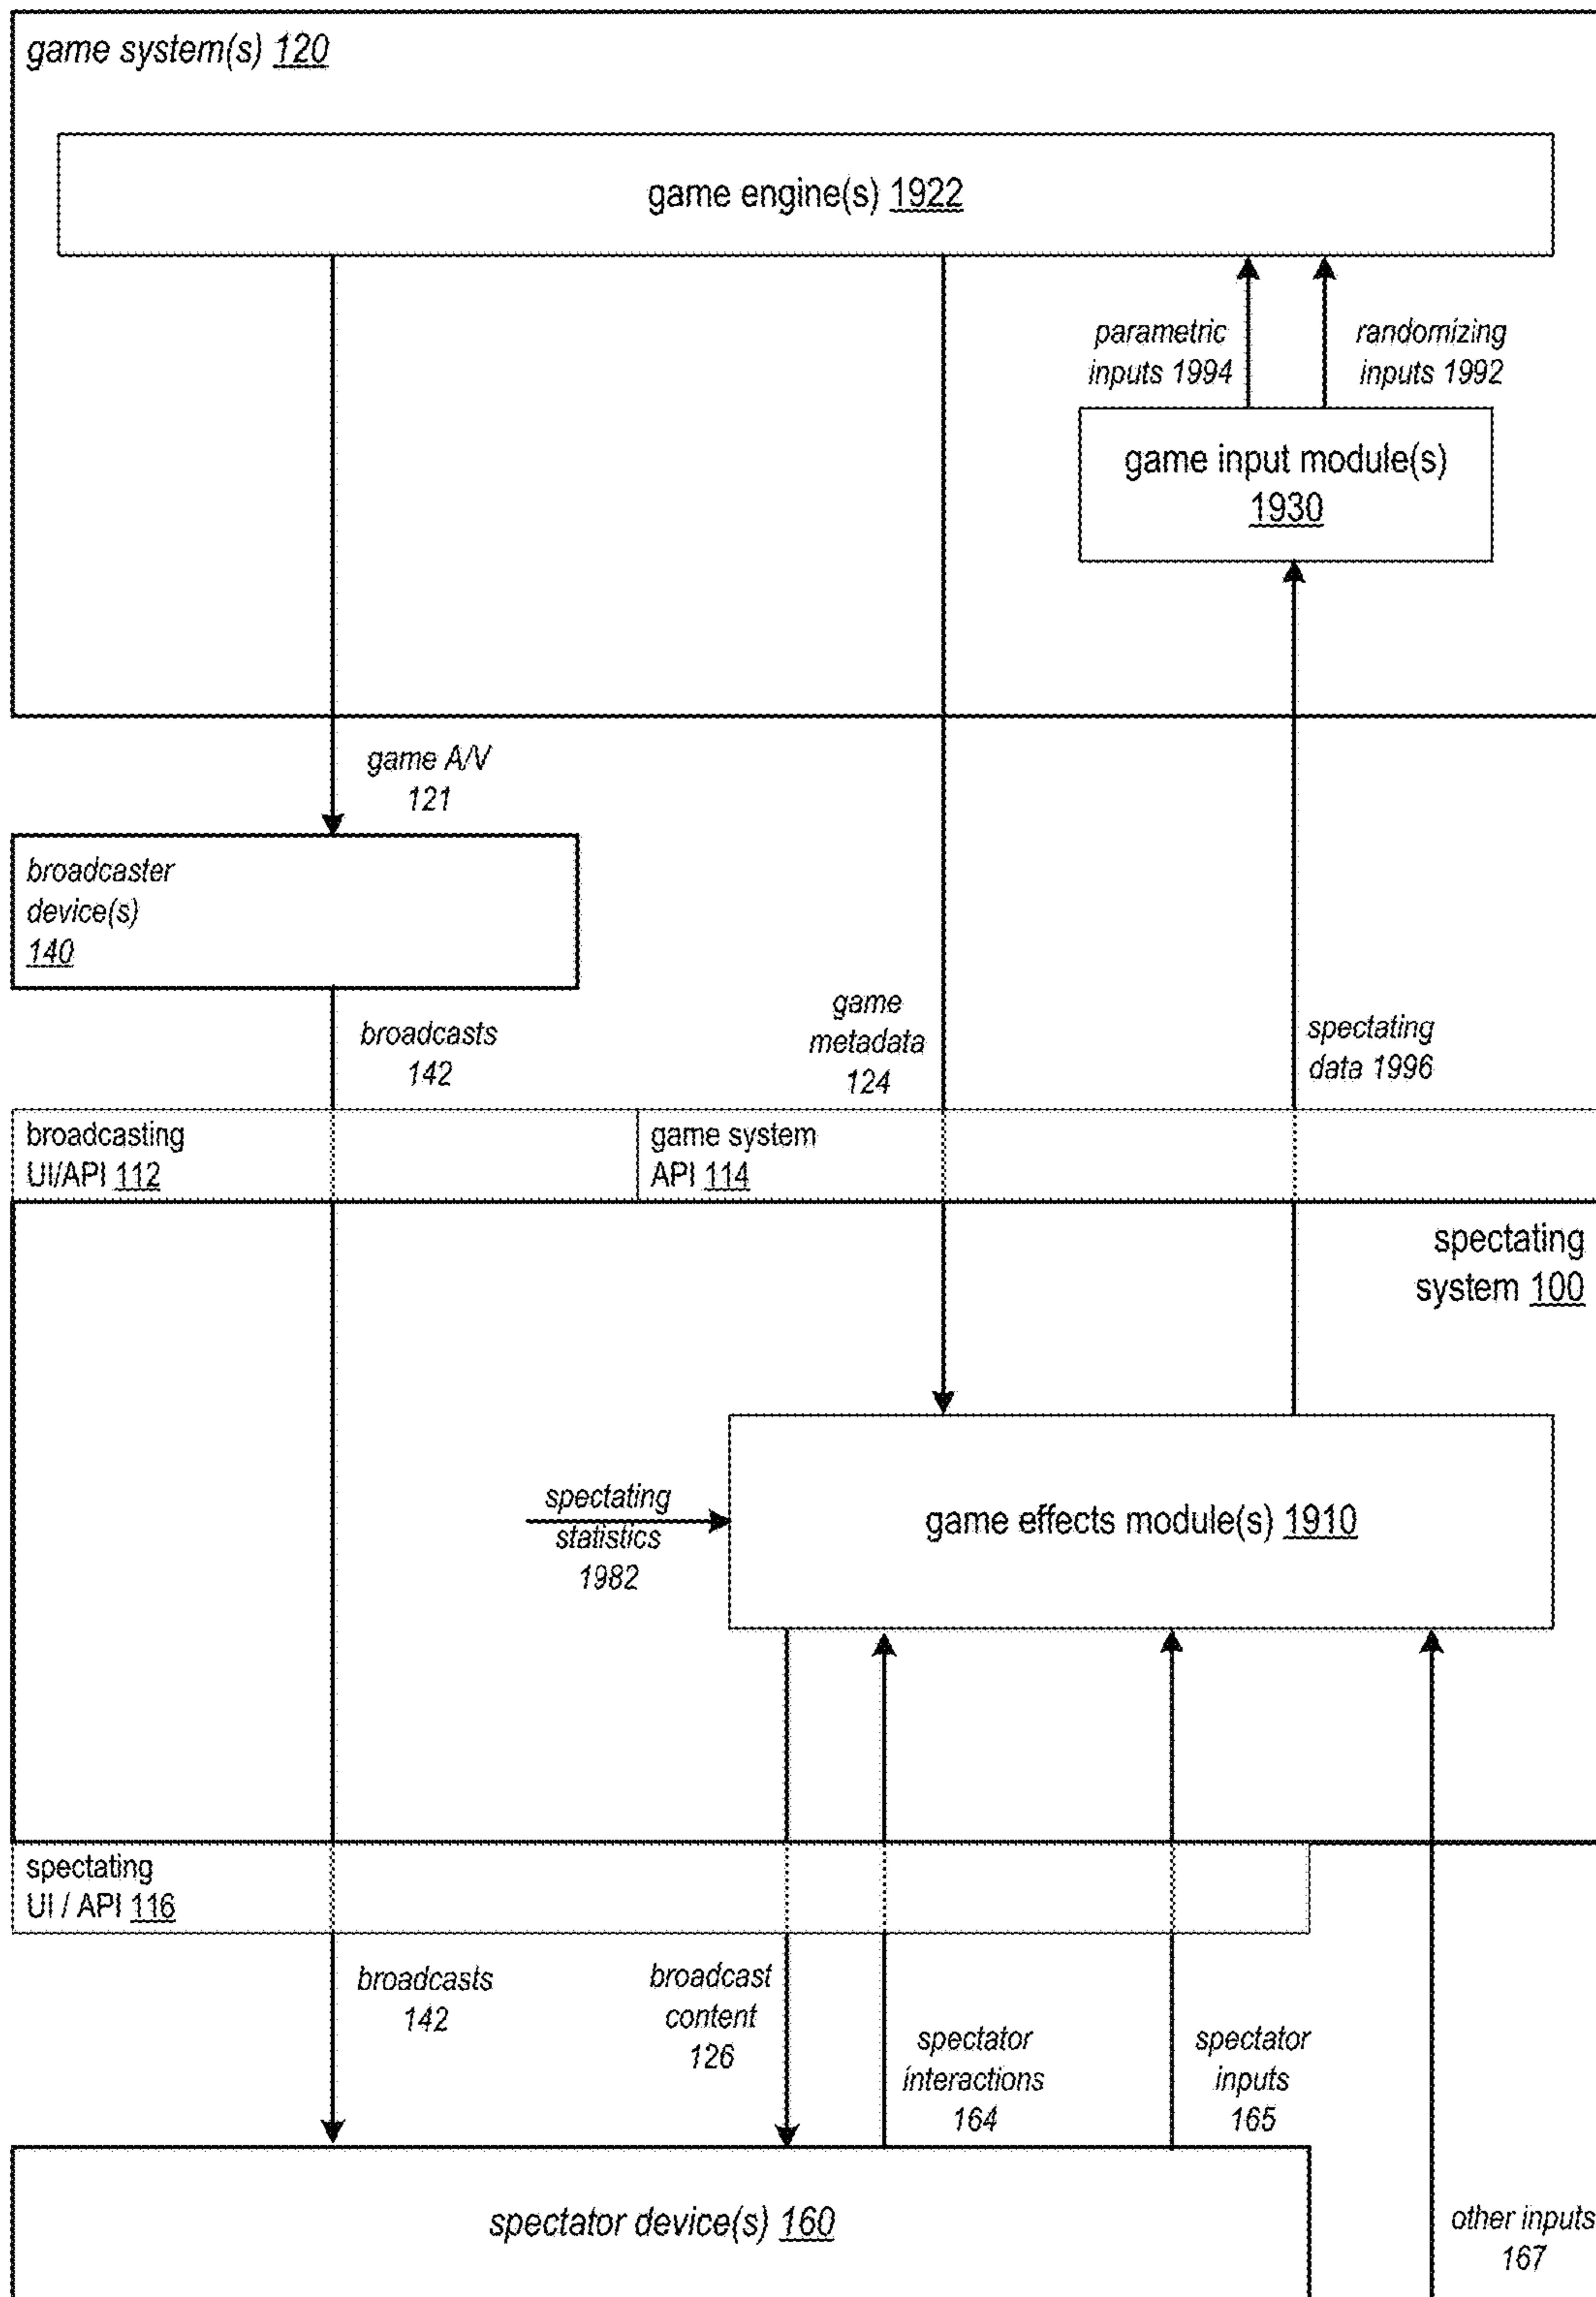 game system(s) 120
game engine(s) 1922
parametric
inputs 1994
randomizing
inputs 1992
game input module(s)
1930
game A/V
121
broadcaster
device(s)
140
broadcasts
142
game
metadata
124
spectating
data 1996
broadcasting
UI/API 112
game system
API 114
spectating
system 100
spectating
statistics
1982
game effects module(s) 1910
spectating
UI / API 116
broadcasts
142
broadcast
content
126
spectator
interactions
164
spectator
inputs
165
spectator device(s) 160
other inputs
167